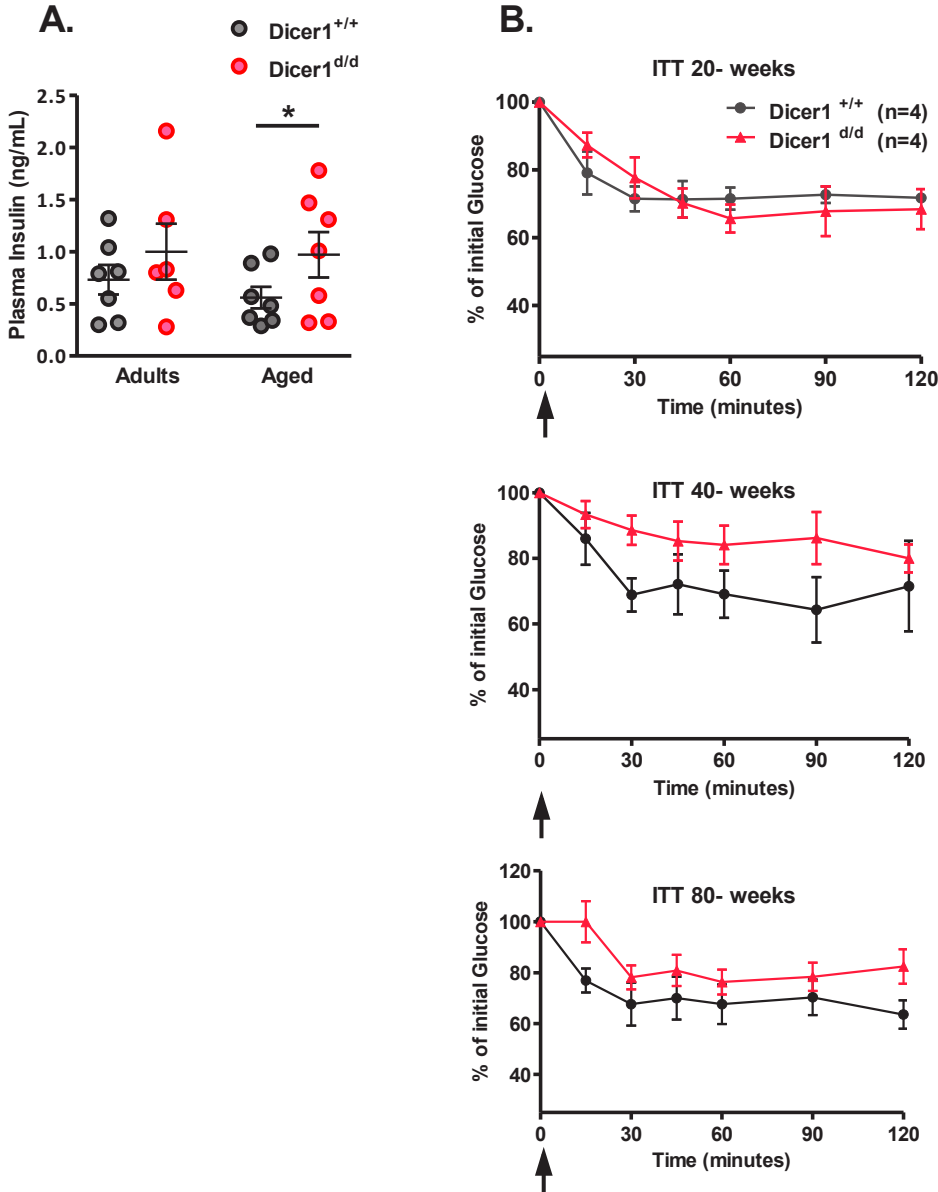 A.
Dicer1+/+
Dicer1d/d
Plasma Insulin (ng/mL)
2.5
2.0
1.5
1.0
0.5
0.0
*
Adults
Aged
B.
ITT 20- weeks
Dicer1 +/+ (n=4)
Dicer1 d/d (n=4)
% of initial Glucose
100
80
60
40
0
30
60
90
120
Time (minutes)
ITT 40- weeks
% of initial Glucose
100
80
60
40
0
30
60
90
120
Time (minutes)
ITT 80- weeks
% of initial Glucose
120
100
80
60
40
0
30
60
90
120
Time (minutes)